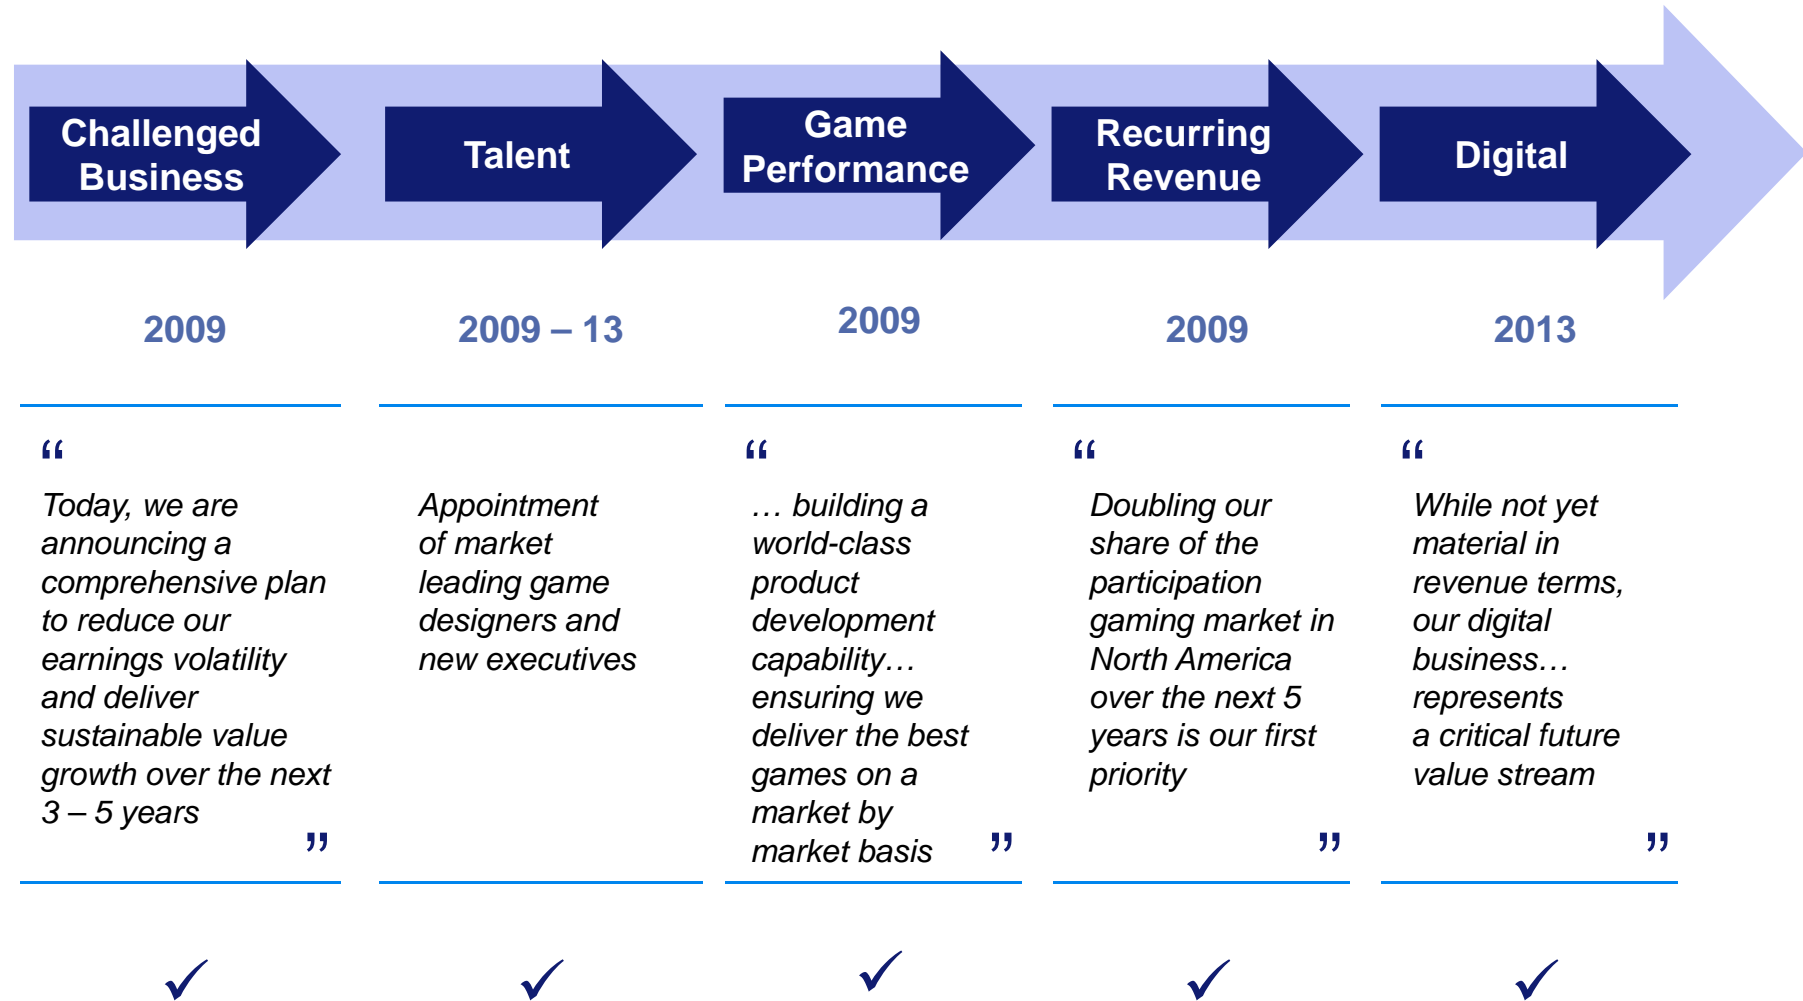 Challenged
Business
Talent
Game
Performance
Recurring
Revenue
Digital
2009
2009 – 13
2009
2009
2013
“
Today, we are
announcing a
comprehensive plan
to reduce our
earnings volatility
and deliver
sustainable value
growth over the next
3 – 5 years
”
Appointment
of market
leading game
designers and
new executives
“
… building a
world-class
product
development
capability…
ensuring we
deliver the best
games on a
market by
market basis
”
“
Doubling our
share of the
participation
gaming market in
North America
over the next 5
years is our first
priority
”
“
While not yet
material in
revenue terms,
our digital
business…
represents
a critical future
value stream
”